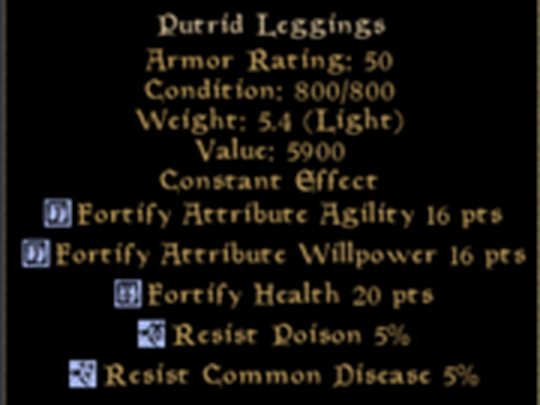 Putrid Leggings
Armor Rating: 50
Condition: 800/800
Weight: 5.4 (Light)
Value: 5900
Constant Effect
Fortify Attribute Agility 16 pts
Fortify Attribute Willpower 16 pts
Fortify Health 20 pts
Resist Poison 5%
Resist Common Disease 5%